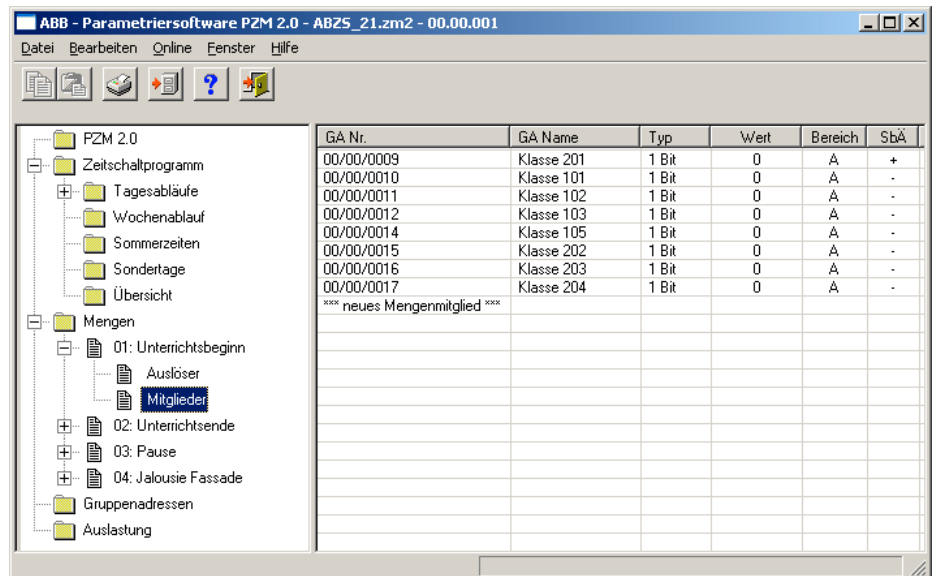 ABB - Parametriersoftware PZM 2.0 - ABZS_21.zm2 - 00.00.001
Datei Bearbeiten Online Fenster Hilfe
PZM 2.0
Zeitschaltprogramm
Tagesabläufe
Wochenablauf
Sommerzeiten
Sondertage
Übersicht
Mengen
01: Unterrichtsbeginn
Auslöser
Mitglieder
02: Unterrichtsende
03: Pause
04: Jalousie Fassade
Gruppenadressen
Auslastung
GA Nr. GA Name Typ Wert Bereich SbÄ
00/00/0009 Klasse 201 1 Bit 0 A +
00/00/0010 Klasse 101 1 Bit 0 A -
00/00/0011 Klasse 102 1 Bit 0 A -
00/00/0012 Klasse 103 1 Bit 0 A -
00/00/0014 Klasse 105 1 Bit 0 A -
00/00/0015 Klasse 202 1 Bit 0 A -
00/00/0016 Klasse 203 1 Bit 0 A -
00/00/0017 Klasse 204 1 Bit 0 A -
*** neues Mengenmitglied ***